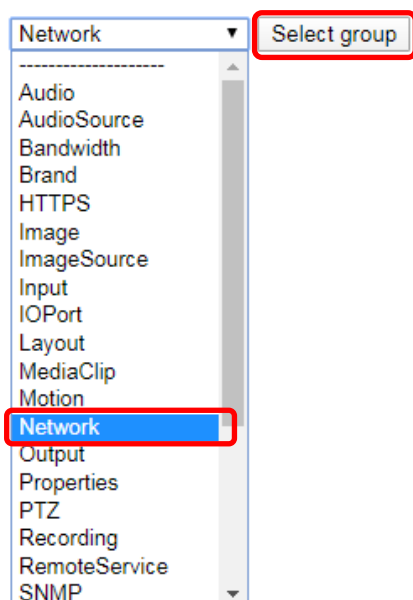 Network Select group
--------------------
Audio
AudioSource
Bandwidth
Brand
HTTPS
Image
ImageSource
Input
IOPort
Layout
MediaClip
Motion
Network
Output
Properties
PTZ
Recording
RemoteService
SNMP